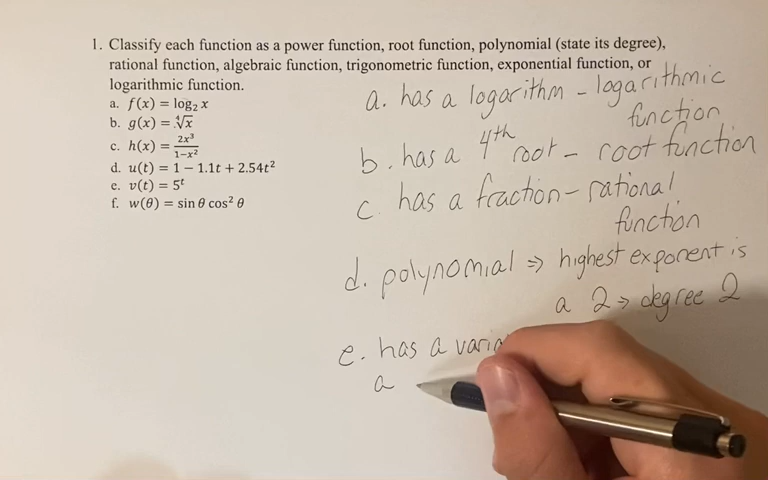 1. Classify each function as a power function, root function, polynomial (state its degree),
rational function, algebraic function, trigonometric function, exponential function, or
logarithmic function.
a. f(x) = log₂ x
b. g(x) = ∜x
c. h(x) = 2x³/(1−x²)
d. u(t) = 1 − 1.1t + 2.54t²
e. v(t) = 5ᵗ
f. w(θ) = sin θ cos² θ
a. has a logarithm - logarithmic
function
b. has a 4th root - root function
c. has a fraction - rational
function
d. polynomial ⇒ highest exponent is
a 2 → degree 2
e. has a
a